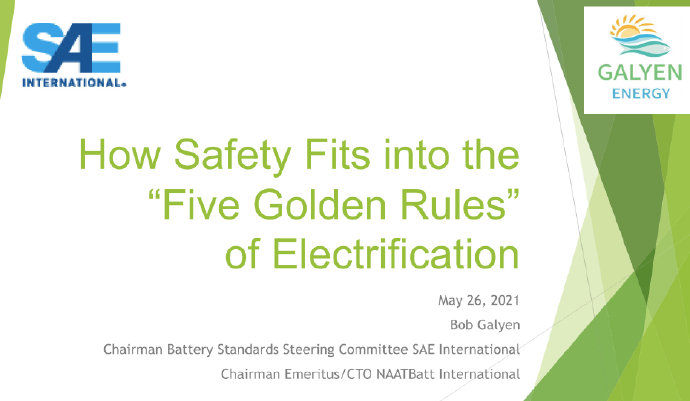 SAE
INTERNATIONAL®
GALYEN
ENERGY
How Safety Fits into the
“Five Golden Rules”
of Electrification
May 26, 2021
Bob Galyen
Chairman Battery Standards Steering Committee SAE International
Chairman Emeritus/CTO NAATBatt International